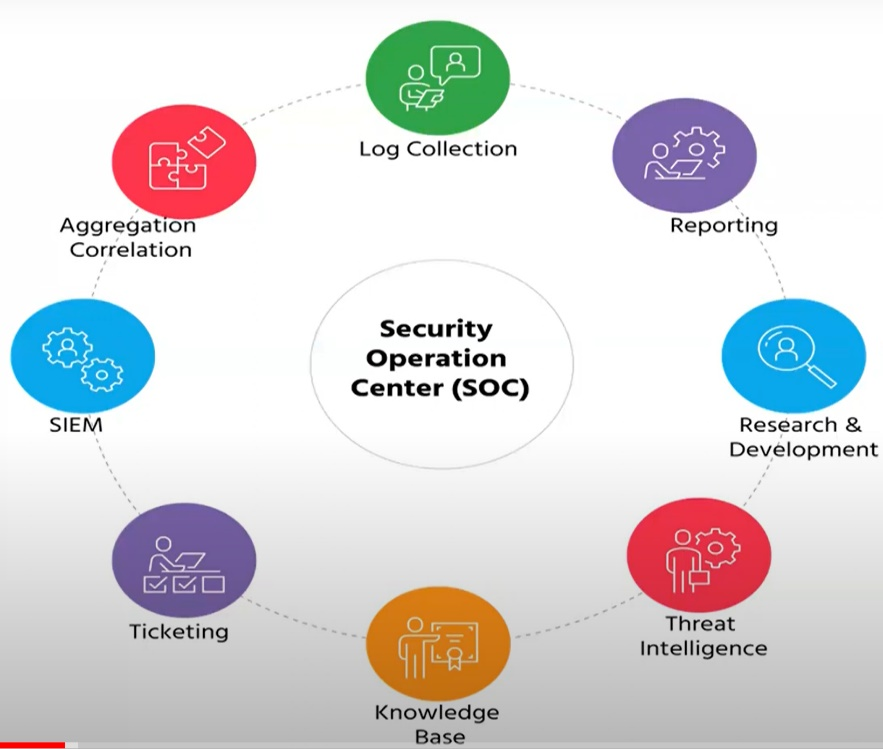 Log Collection
Reporting
Aggregation
Correlation
Security
Operation
Center (SOC)
SIEM
Research &
Development
Ticketing
Threat
Intelligence
Knowledge
Base